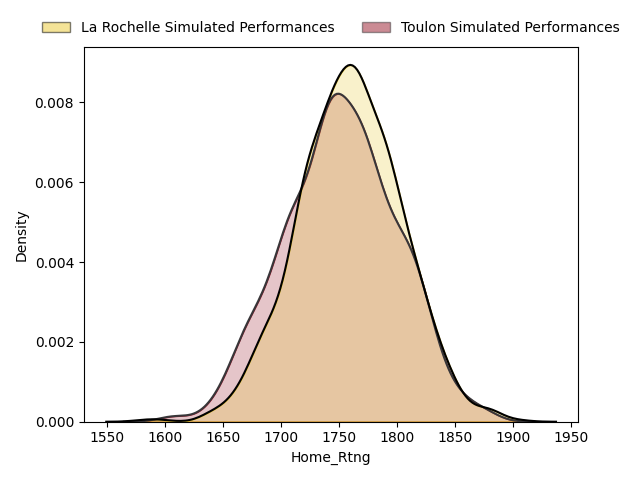 La Rochelle Simulated Performances Toulon Simulated Performances
0.008
0.006
0.004
0.002
0.000
Density
1550 1600 1650 1700 1750 1800 1850 1900 1950
Home_Rtng